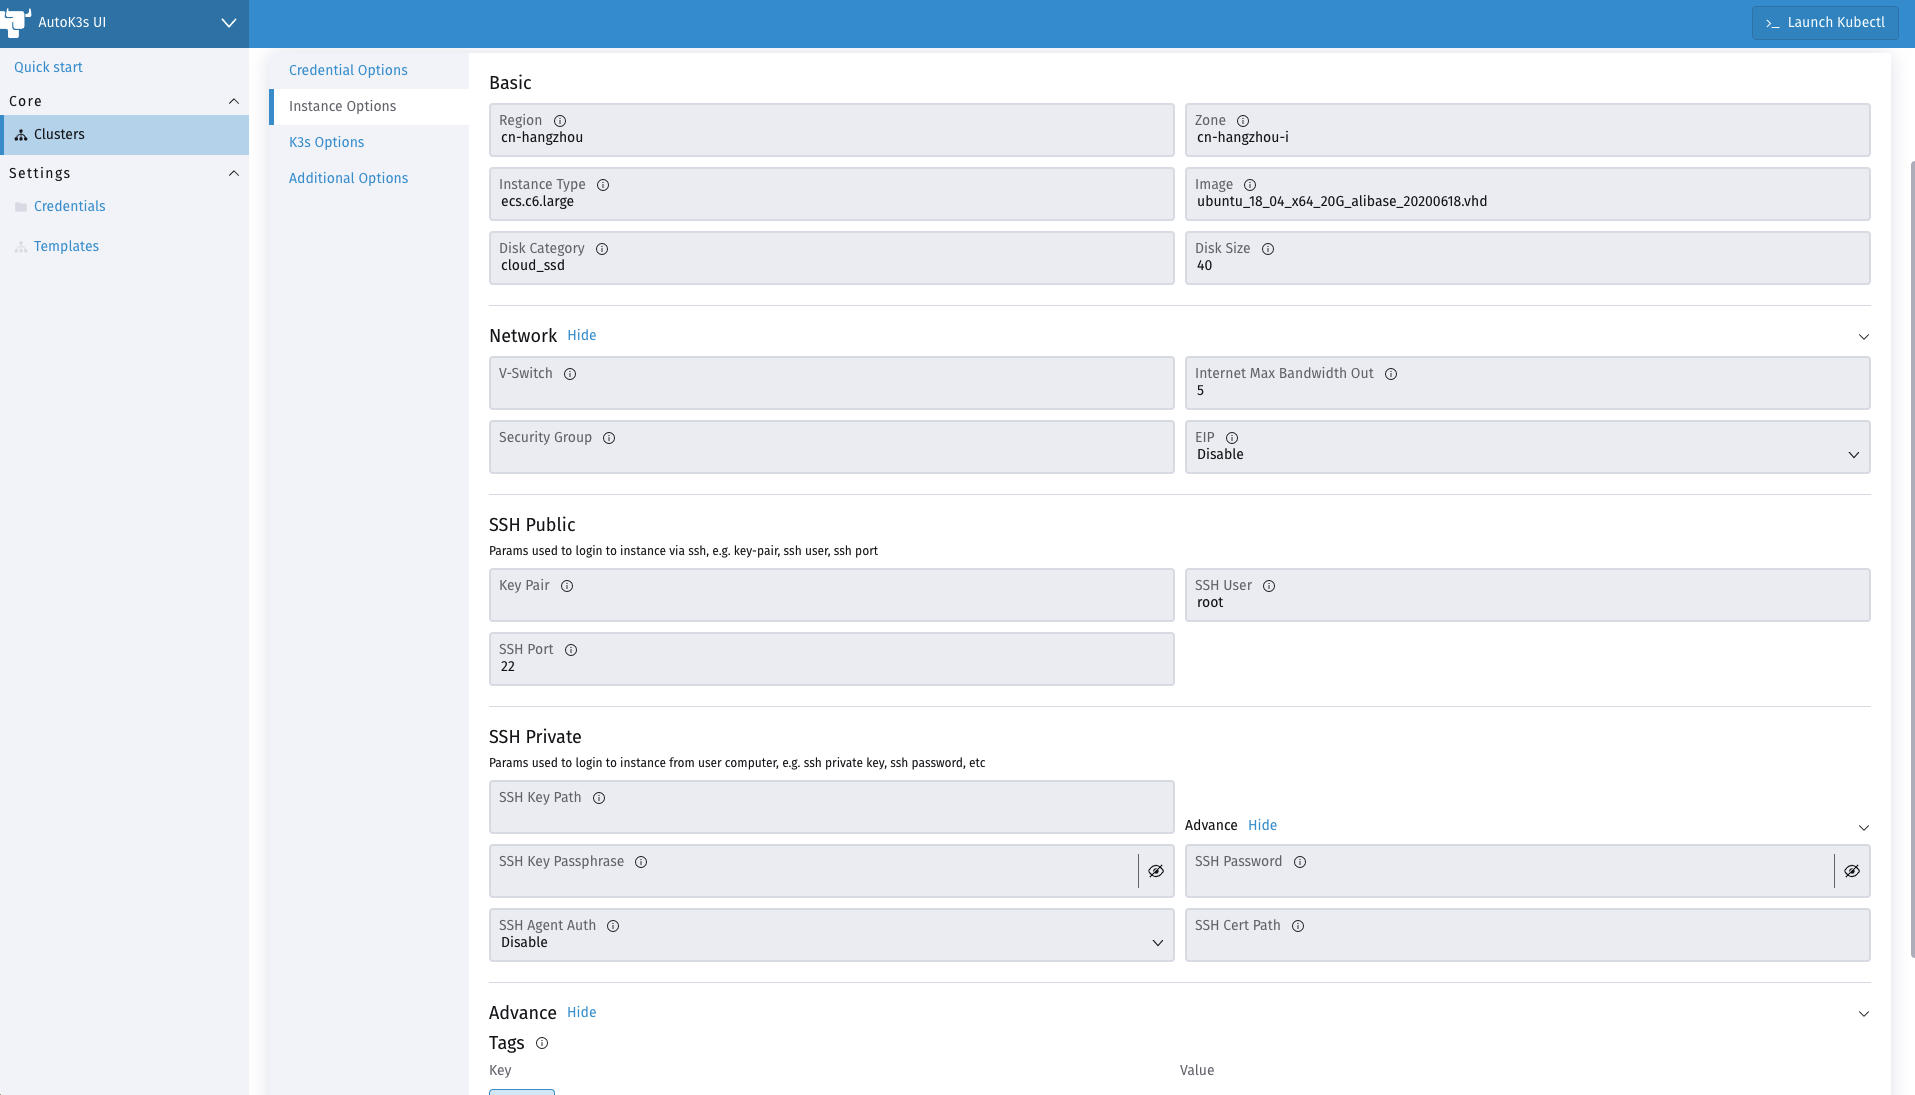 AutoK3s UI
>_ Launch Kubectl
Quick start
Core
Clusters
Settings
Credentials
Templates
Credential Options
Instance Options
K3s Options
Additional Options
Basic
Region
cn-hangzhou
Zone
cn-hangzhou-i
Instance Type
ecs.c6.large
Image
ubuntu_18_04_x64_20G_alibase_20200618.vhd
Disk Category
cloud_ssd
Disk Size
40
Network Hide
V-Switch
Internet Max Bandwidth Out
5
Security Group
EIP
Disable
SSH Public
Params used to login to instance via ssh, e.g. key-pair, ssh user, ssh port
Key Pair
SSH User
root
SSH Port
22
SSH Private
Params used to login to instance from user computer, e.g. ssh private key, ssh password, etc
SSH Key Path
Advance Hide
SSH Key Passphrase
SSH Password
SSH Agent Auth
Disable
SSH Cert Path
Advance Hide
Tags
Key
Value